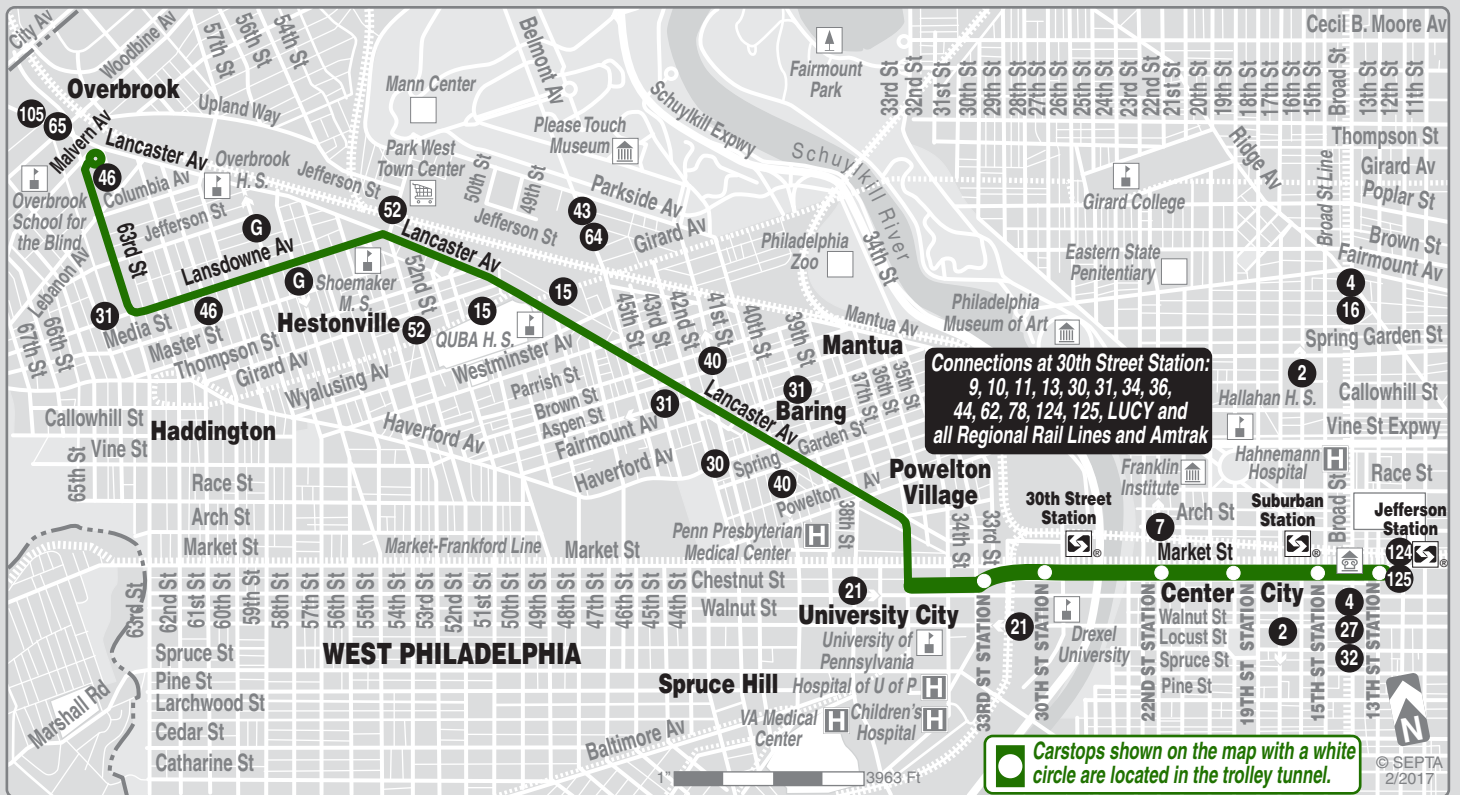 City Av
Woodbine Av
57th St
56th St
54th St
Belmont Av
Schuylkill Expwy
Fairmount
Park
33rd St
32nd St
31st St
30th St
29th St
28th St
27th St
26th St
25th St
24th St
23rd St
22nd St
21st St
20th St
19th St
18th St
17th St
16th St
15th St
Broad St
13th St
12th St
11th St
Cecil B. Moore Av
Overbrook
105
65
Malvern Av
Upland Way
Mann Center
Please Touch
Museum
Thompson St
Lancaster Av
46
Columbia Av
Overbrook
H. S.
Jefferson St
Park West
Town Center
50th St
49th St
Parkside Av
Schuylkill River
Ridge Av
Broad St Line
Girard Av
Poplar St
Girard College
Overbrook
School for
the Blind
Jefferson St
52
Jefferson St
43
64
Girard Av
34th St
Brown St
Fairmount Av
63rd St
G
Lansdowne Av
Lancaster Av
Philadelphia
Zoo
Eastern State
Penitentiary
Lebanon Av
G
Shoemaker
M. S.
52nd St
4
16
67th St
66th St
31
Media St
46
Master St
Thompson St
Girard Av
Hestonville
52
15
QUBA H. S.
15
45th St
43rd St
42nd St
41st St
40th St
39th St
Mantua Av
Philadelphia
Museum of Art
Spring Garden St
Wyalusing Av
Westminster Av
Parrish St
Brown St
Aspen St
Fairmount Av
40
Mantua
37th St
36th St
35th St
Connections at 30th Street Station:
9, 10, 11, 13, 30, 31, 34, 36,
44, 62, 78, 124, 125, LUCY and
all Regional Rail Lines and Amtrak
2
Hallahan H. S.
Callowhill St
Callowhill St
Haddington
31
31
Baring
Lancaster Av
Vine St Expwy
65th St
Vine St
Haverford Av
Haverford Av
30
Spring Garden St
40
Powelton Av
Powelton
Village
Franklin
Institute
Hahnemann
Hospital
Broad St
Race St
Race St
Arch St
Market St
Market-Frankford Line
Market St
Penn Presbyterian
Medical Center
38th St
34th St
33rd St
30th Street
Station
7
Arch St
Market St
Suburban
Station
Jefferson
Station
124
125
63rd St
62nd St
61st St
60th St
59th St
58th St
57th St
56th St
55th St
54th St
53rd St
52nd St
51st St
50th St
49th St
48th St
47th St
46th St
45th St
44th St
Chestnut St
Walnut St
21
University City
University of
Pennsylvania
33RD ST STATION
21
30TH ST STATION
Drexel
University
22ND ST STATION
Center City
Walnut St
Locust St
Spruce St
Pine St
19TH ST STATION
2
15TH ST STATION
4
27
32
13TH ST STATION
Spruce St
Pine St
Larchwood St
Cedar St
Catharine St
WEST PHILADELPHIA
Spruce Hill
Hospital of U of P
VA Medical
Center
Children's
Hospital
Marshall Rd
Baltimore Av
1"
3963 Ft
Carstops shown on the map with a white
circle are located in the trolley tunnel.
N
© SEPTA
2/2017